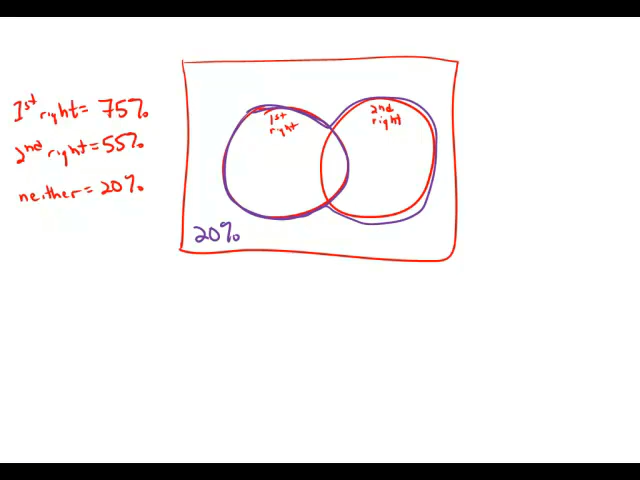 1st right = 75%
2nd right = 55%
neither = 20%
1st
right
2nd
right
20%